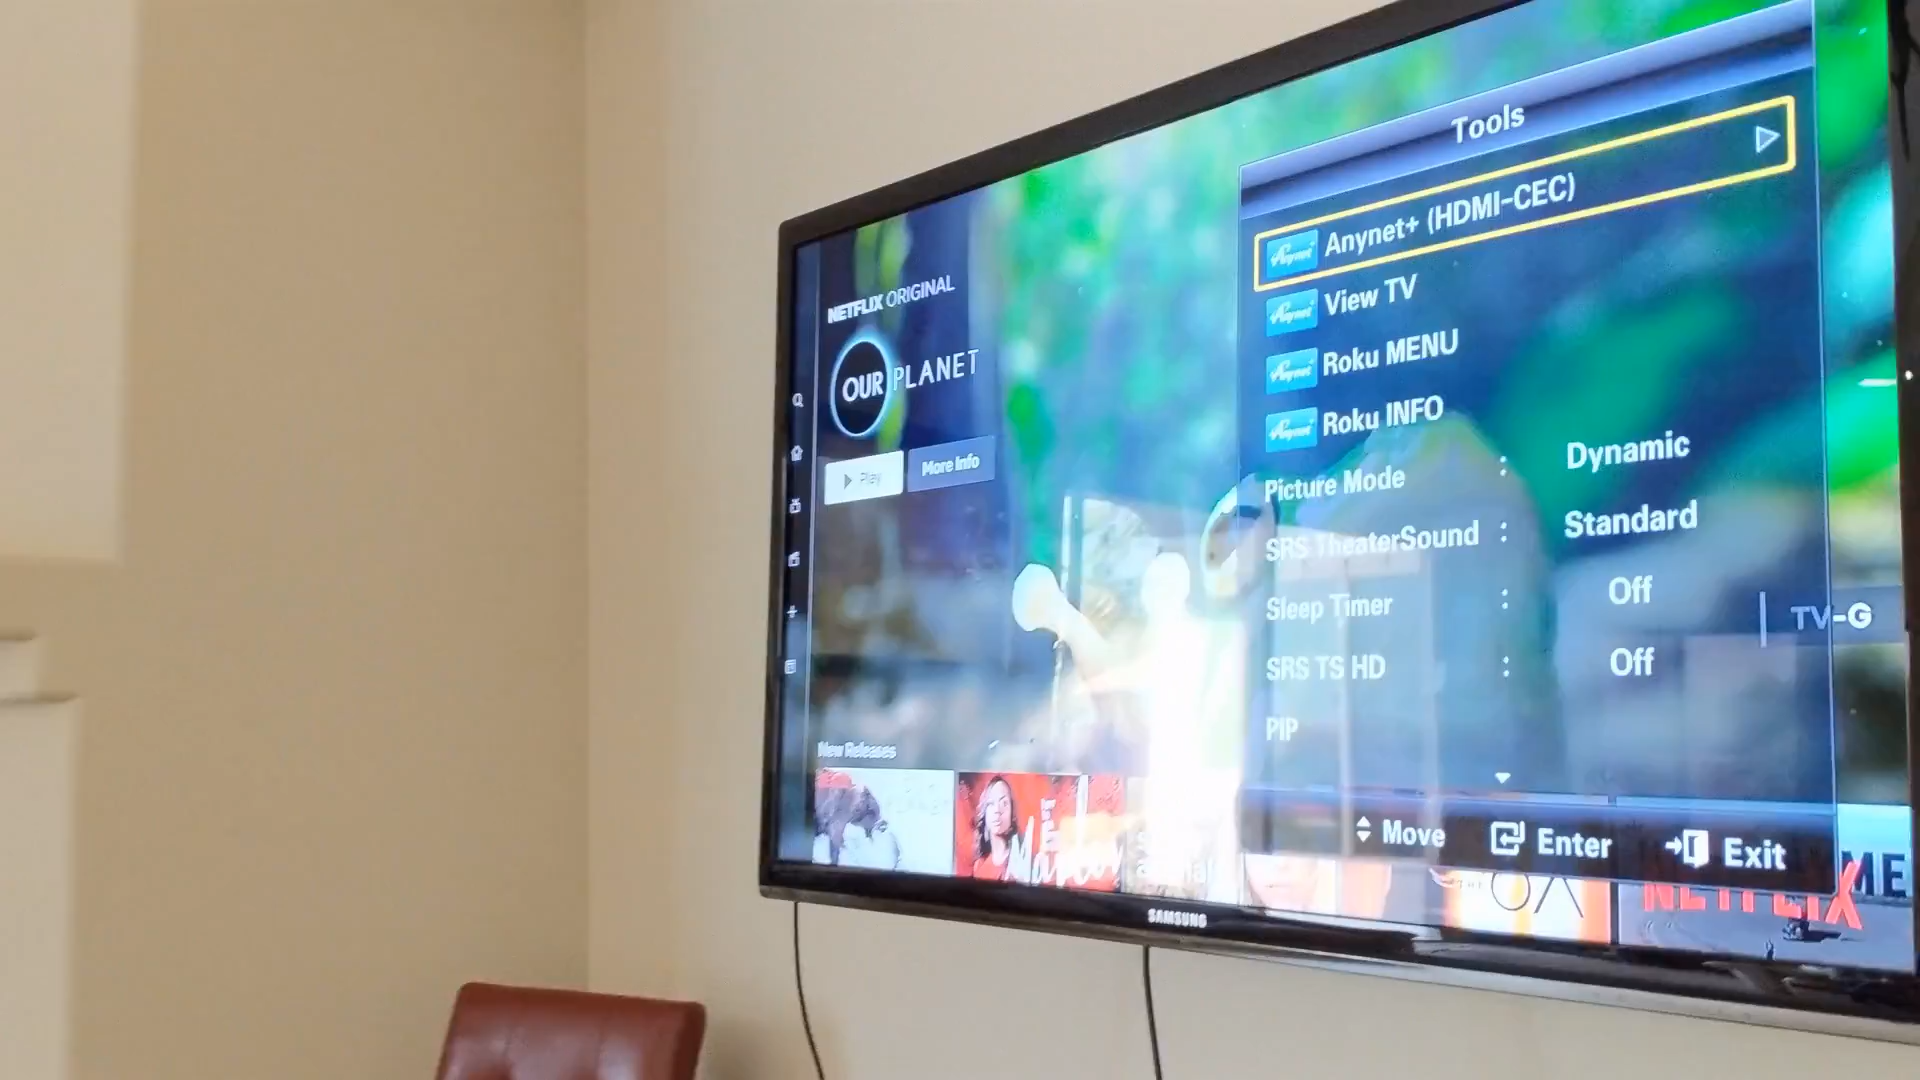 NETFLIX ORIGINAL
OUR PLANET
Play
More Info
New Releases
Tools
Anynet+ (HDMI-CEC)
View TV
Roku MENU
Roku INFO
Picture Mode : Dynamic
SRS TheaterSound : Standard
Sleep Timer : Off
SRS TS HD : Off
PIP
Move Enter Exit
TV-G
OA
NETFLIX
SAMSUNG